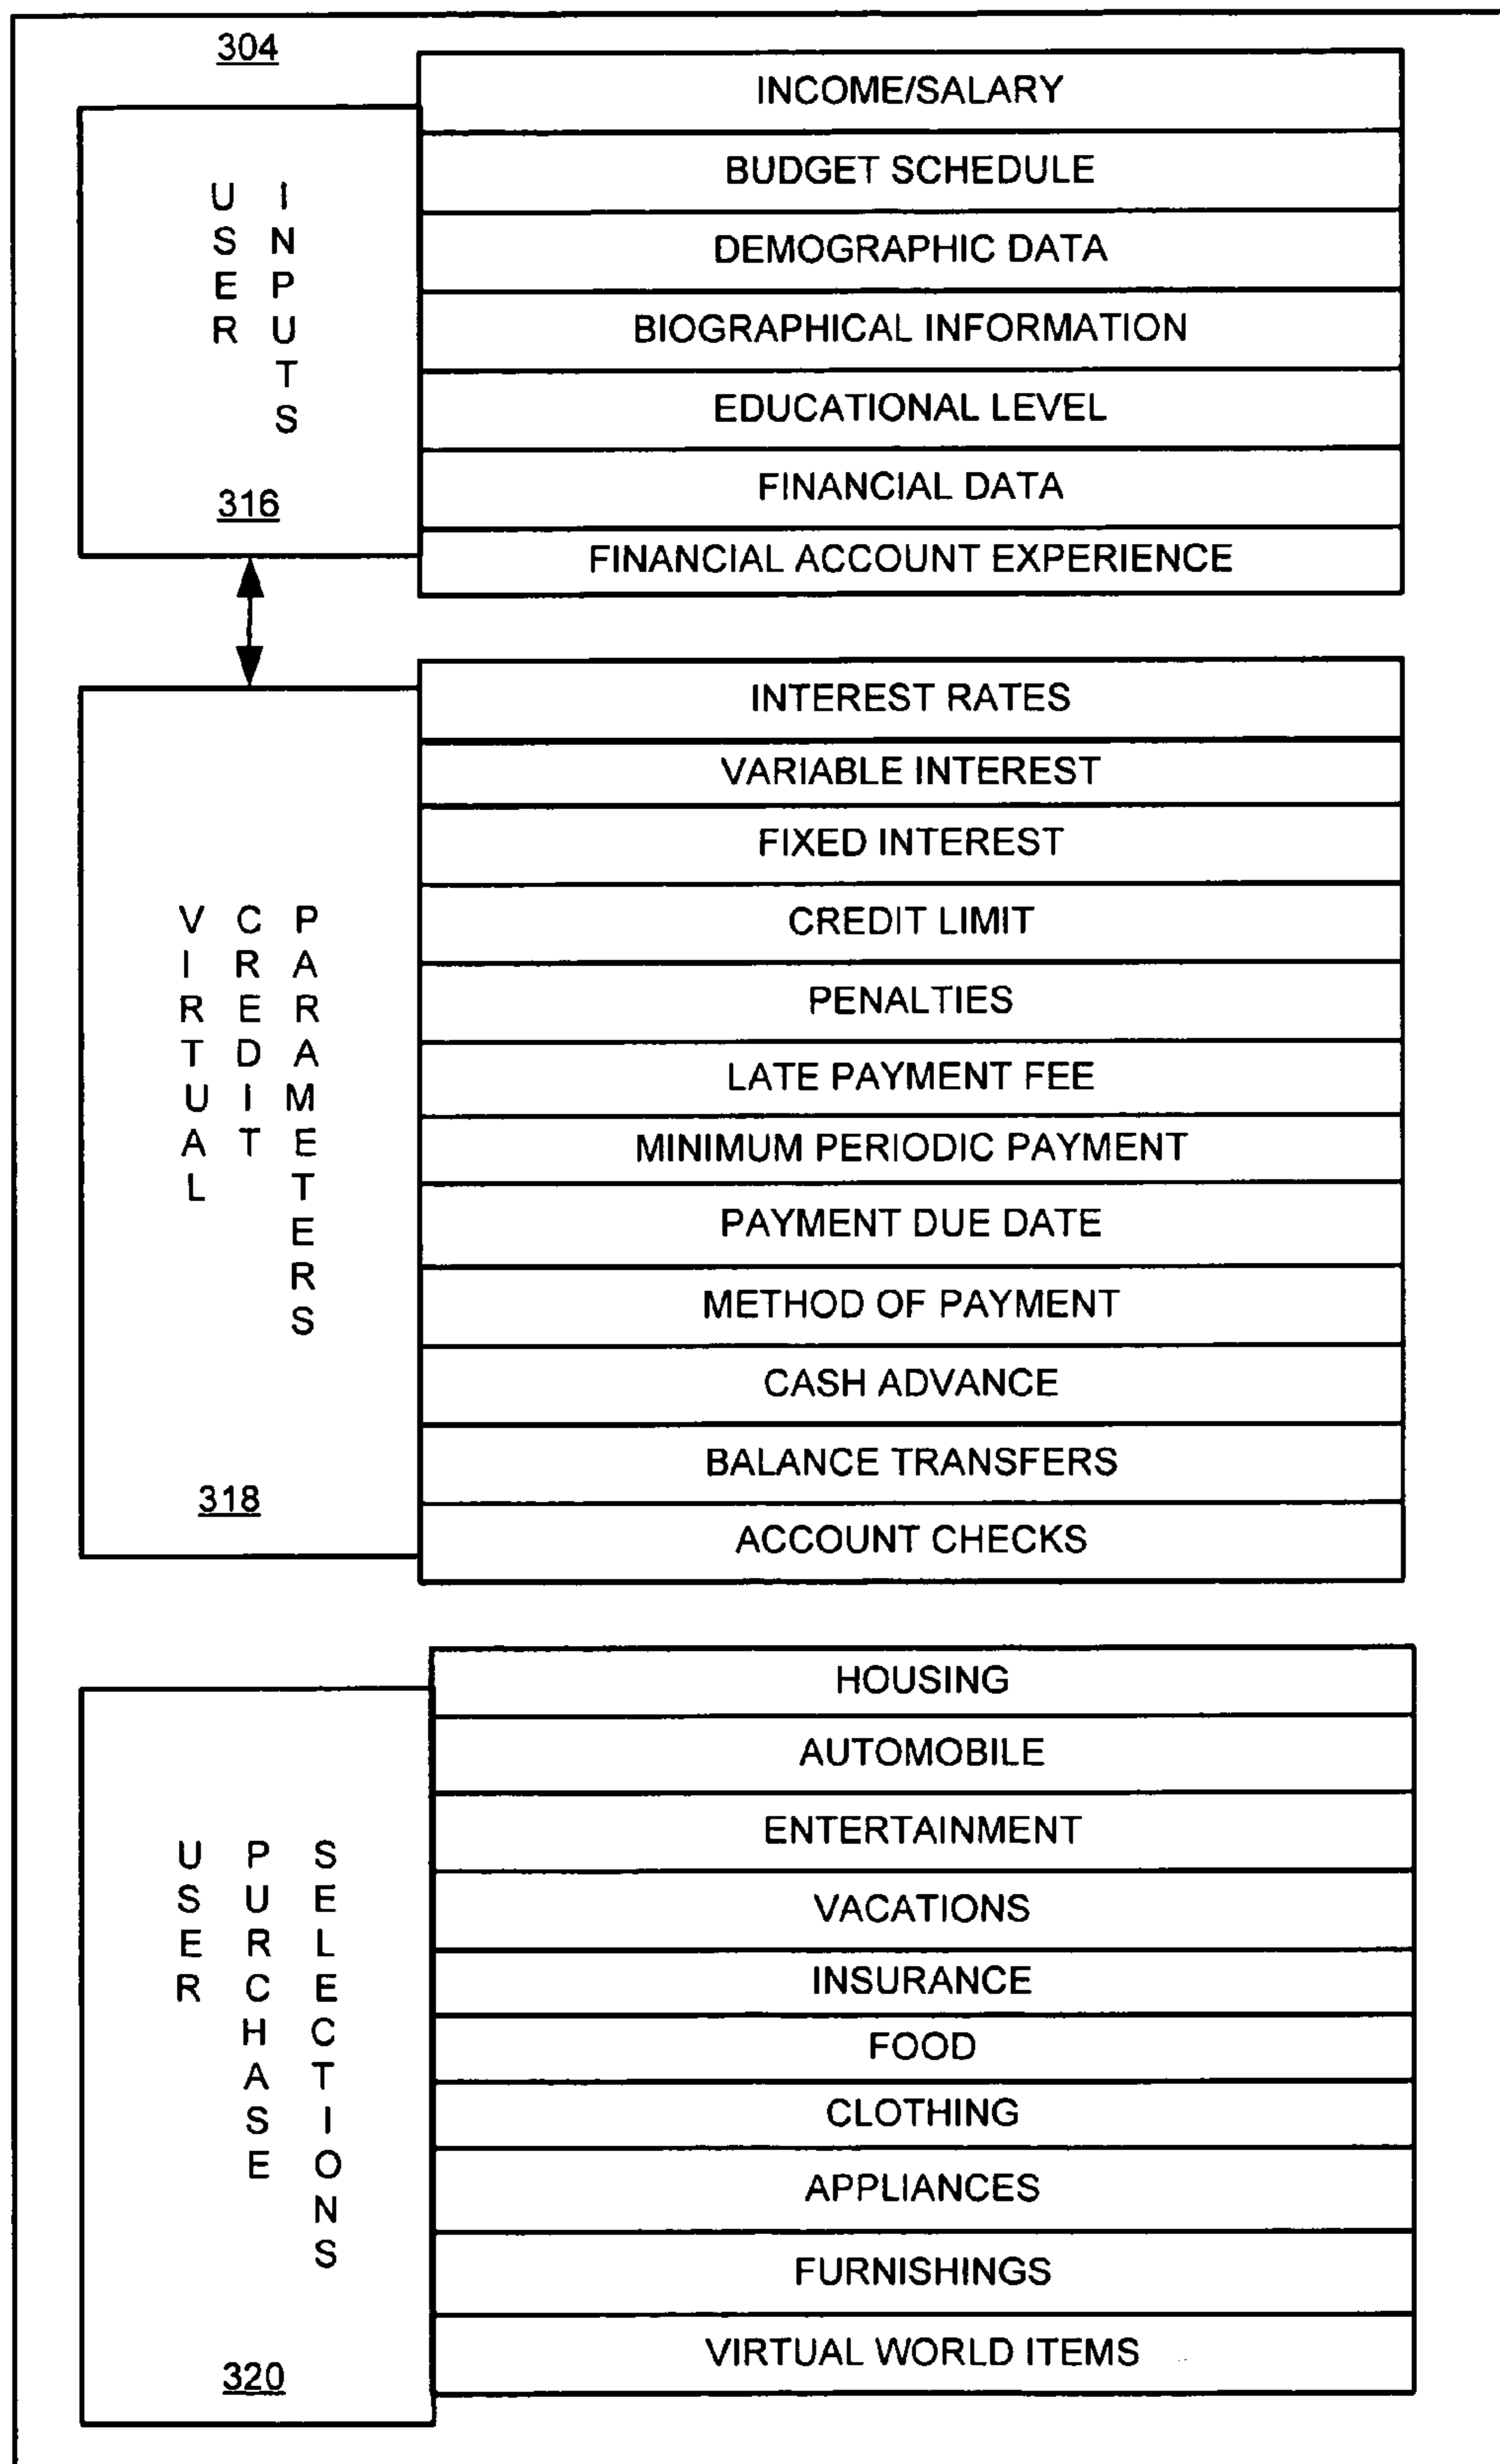 304
USER INPUTS
316
INCOME/SALARY
BUDGET SCHEDULE
DEMOGRAPHIC DATA
BIOGRAPHICAL INFORMATION
EDUCATIONAL LEVEL
FINANCIAL DATA
FINANCIAL ACCOUNT EXPERIENCE
VIRTUAL CREDIT PARAMETERS
318
INTEREST RATES
VARIABLE INTEREST
FIXED INTEREST
CREDIT LIMIT
PENALTIES
LATE PAYMENT FEE
MINIMUM PERIODIC PAYMENT
PAYMENT DUE DATE
METHOD OF PAYMENT
CASH ADVANCE
BALANCE TRANSFERS
ACCOUNT CHECKS
USER PURCHASE SELECTIONS
320
HOUSING
AUTOMOBILE
ENTERTAINMENT
VACATIONS
INSURANCE
FOOD
CLOTHING
APPLIANCES
FURNISHINGS
VIRTUAL WORLD ITEMS